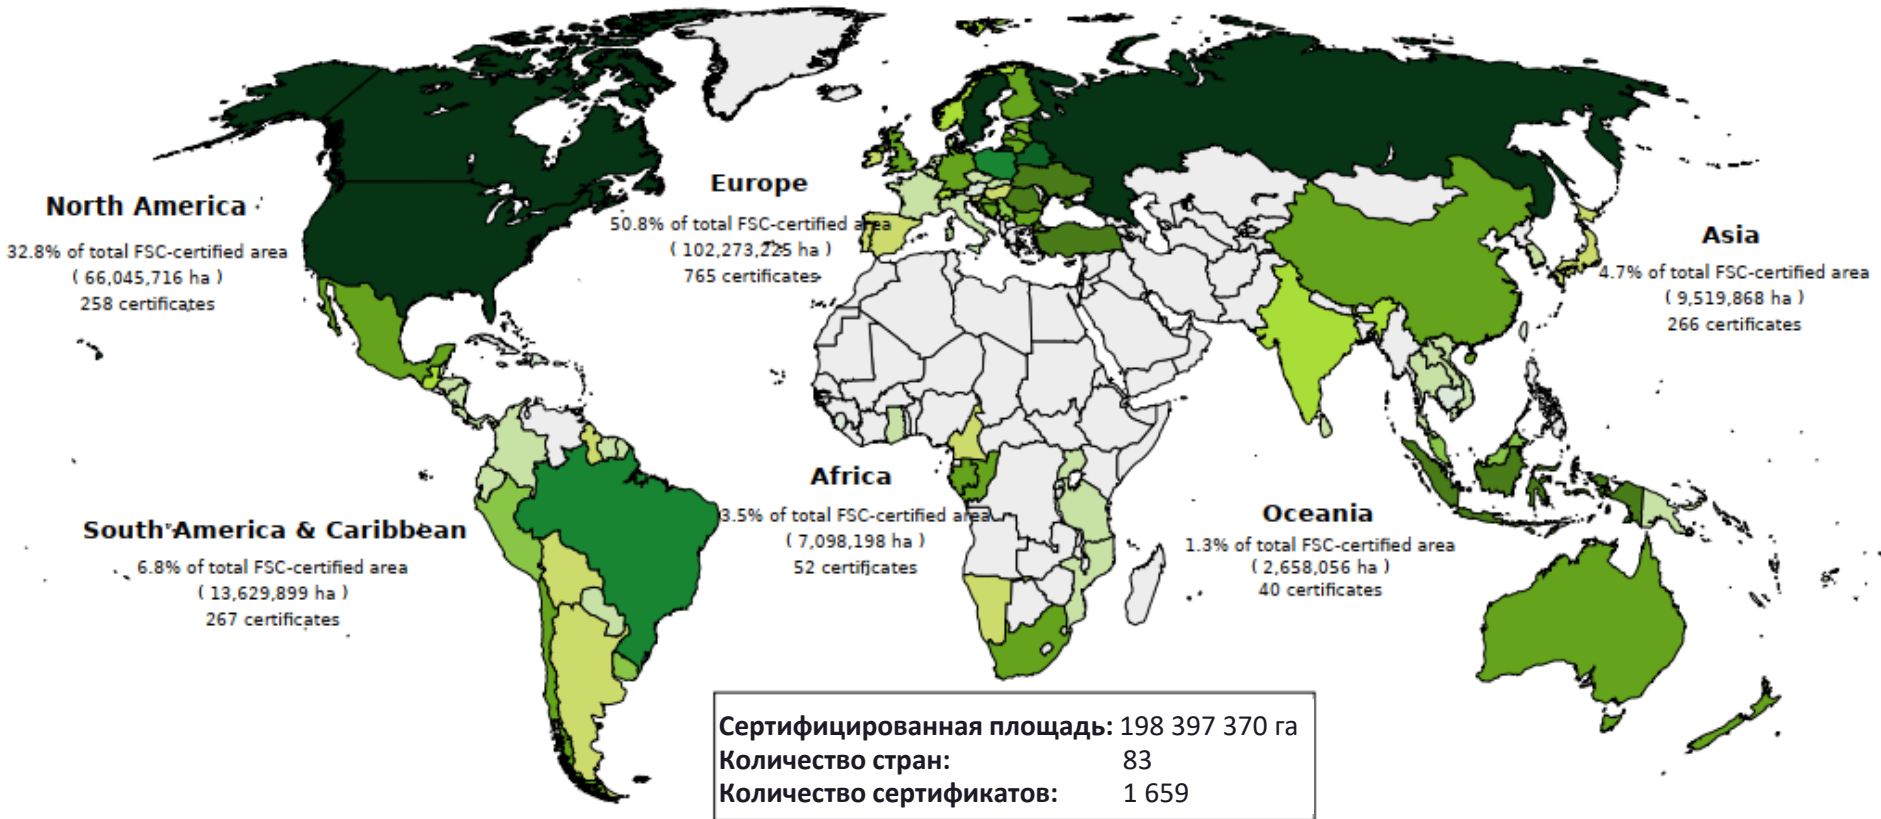 North America
32.8% of total FSC-certified area
( 66,045,716 ha )
258 certificates
Europe
50.8% of total FSC-certified area
( 102,273,225 ha )
765 certificates
Asia
4.7% of total FSC-certified area
( 9,519,868 ha )
266 certificates
South America & Caribbean
6.8% of total FSC-certified area
( 13,629,899 ha )
267 certificates
Africa
3.5% of total FSC-certified area
( 7,098,198 ha )
52 certificates
Oceania
1.3% of total FSC-certified area
( 2,658,056 ha )
40 certificates
Сертифицированная площадь: 198 397 370 га
Количество стран: 83
Количество сертификатов: 1 659